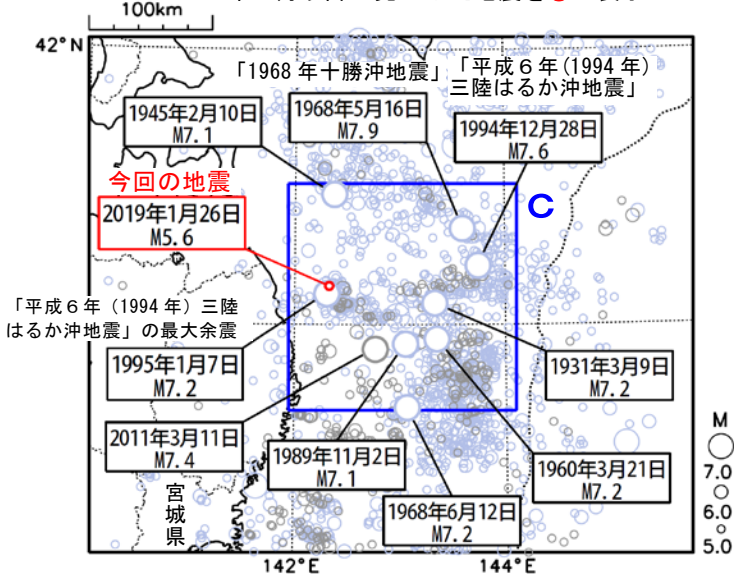 100km
42°N
「1968年十勝沖地震」
「平成６年(1994年)
三陸はるか沖地震」
1945年2月10日
M7.1
1968年5月16日
M7.9
1994年12月28日
M7.6
今回の地震
2019年1月26日
M5.6
C
「平成６年（1994年）三陸
はるか沖地震」の最大余震
1995年1月7日
M7.2
1931年3月9日
M7.2
2011年3月11日
M7.4
1989年11月2日
M7.1
1960年3月21日
M7.2
1968年6月12日
M7.2
宮城県
M
7.0
6.0
5.0
142°E
144°E